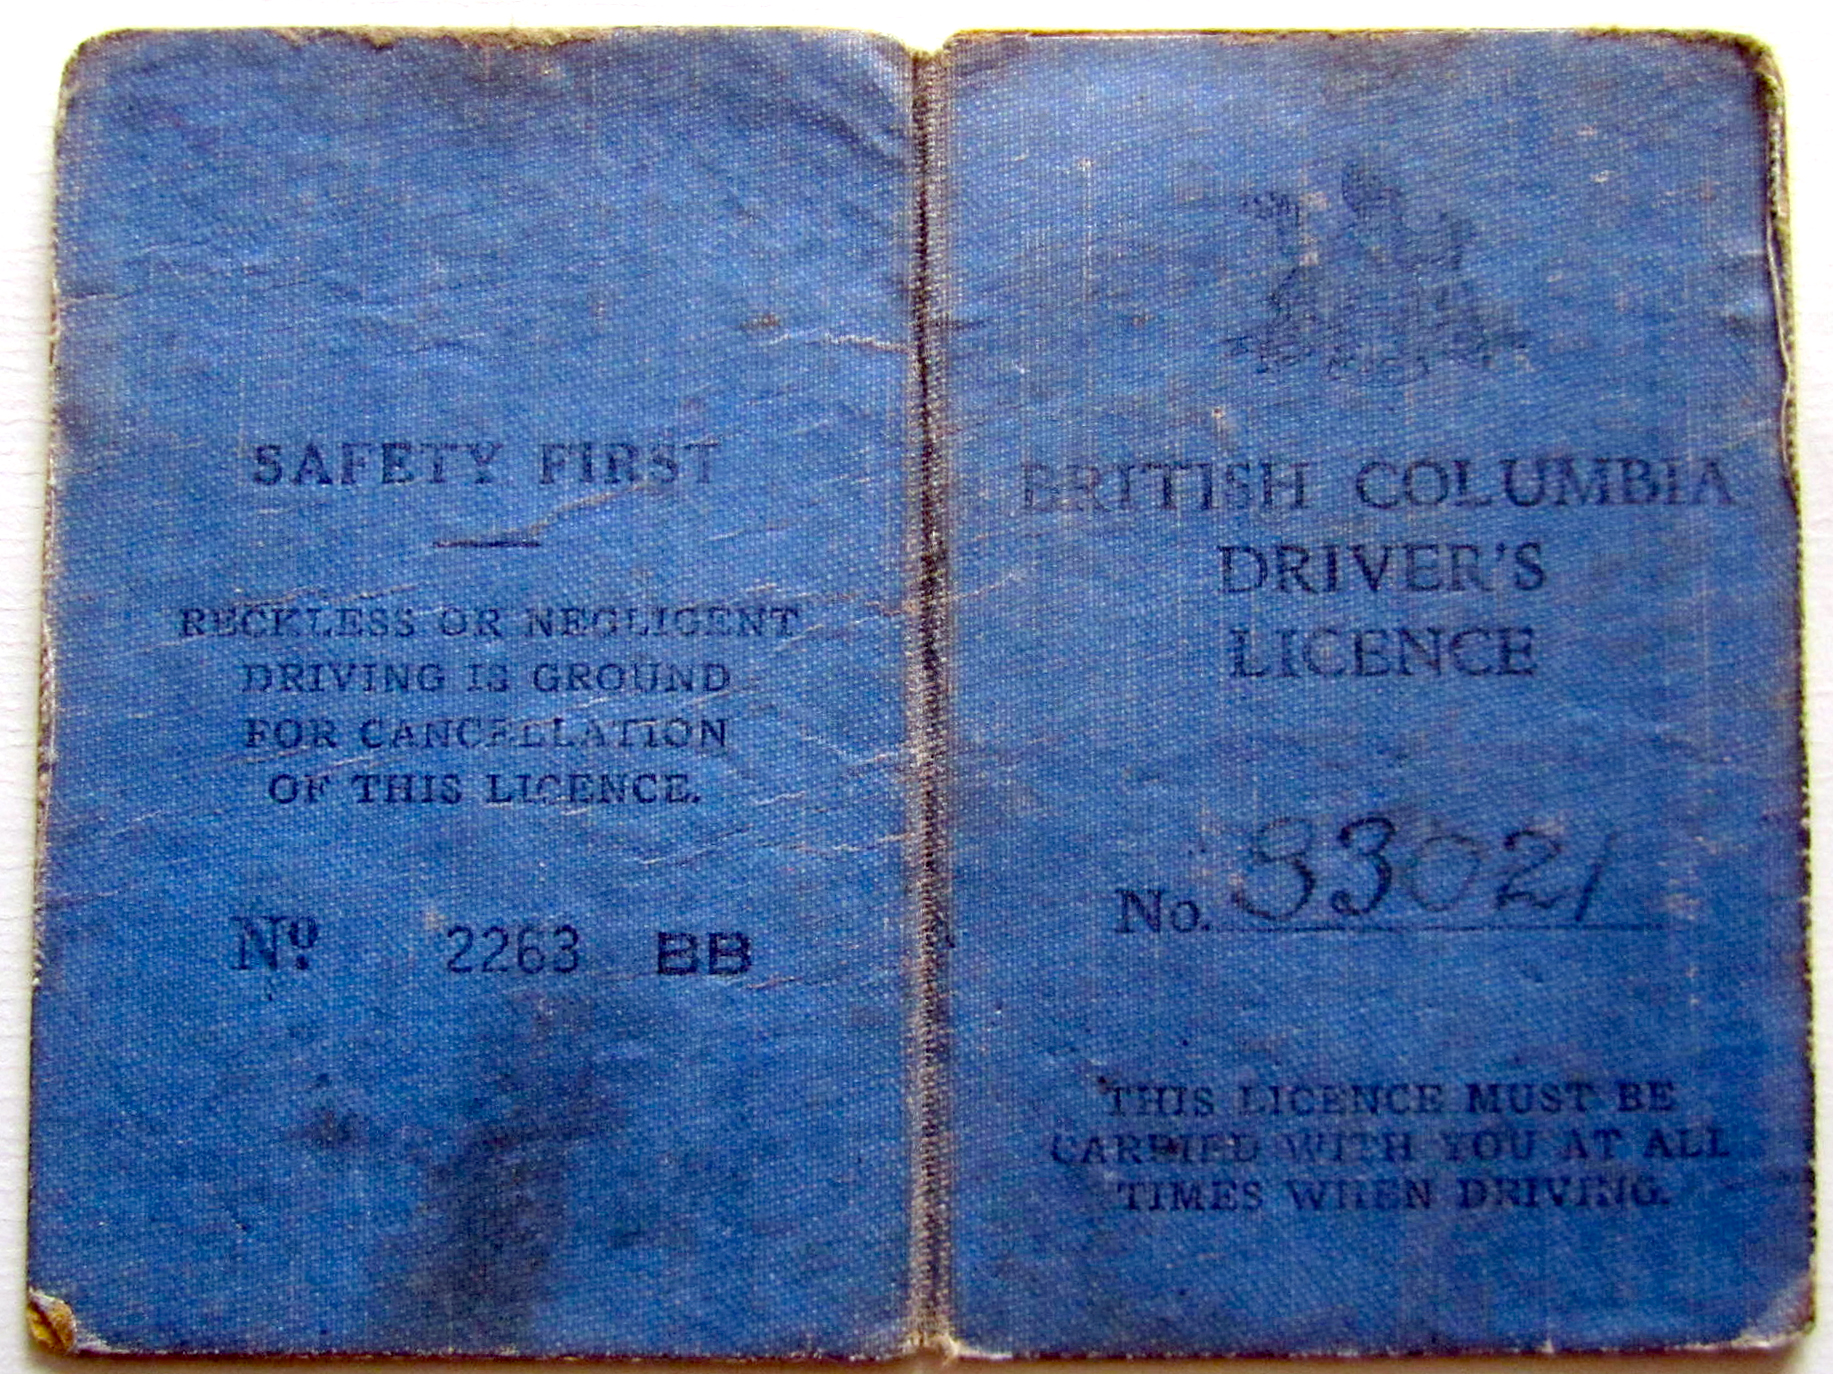 SAFETY FIRST
RECKLESS OR NEGLIGENT
DRIVING IS GROUND
FOR CANCELLATION
OF THIS LICENCE.
Nº 2263 BB
BRITISH COLUMBIA
DRIVER'S
LICENCE
No. 93021
THIS LICENCE MUST BE
CARRIED WITH YOU AT ALL
TIMES WHEN DRIVING.